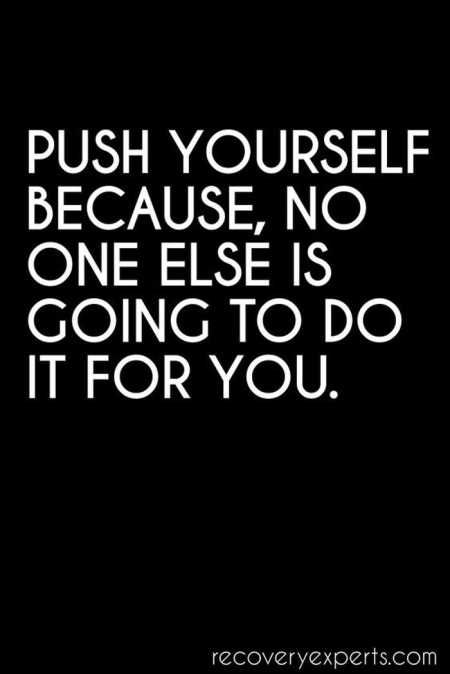 PUSH YOURSELF
BECAUSE, NO
ONE ELSE IS
GOING TO DO
IT FOR YOU.
recoveryexperts.com